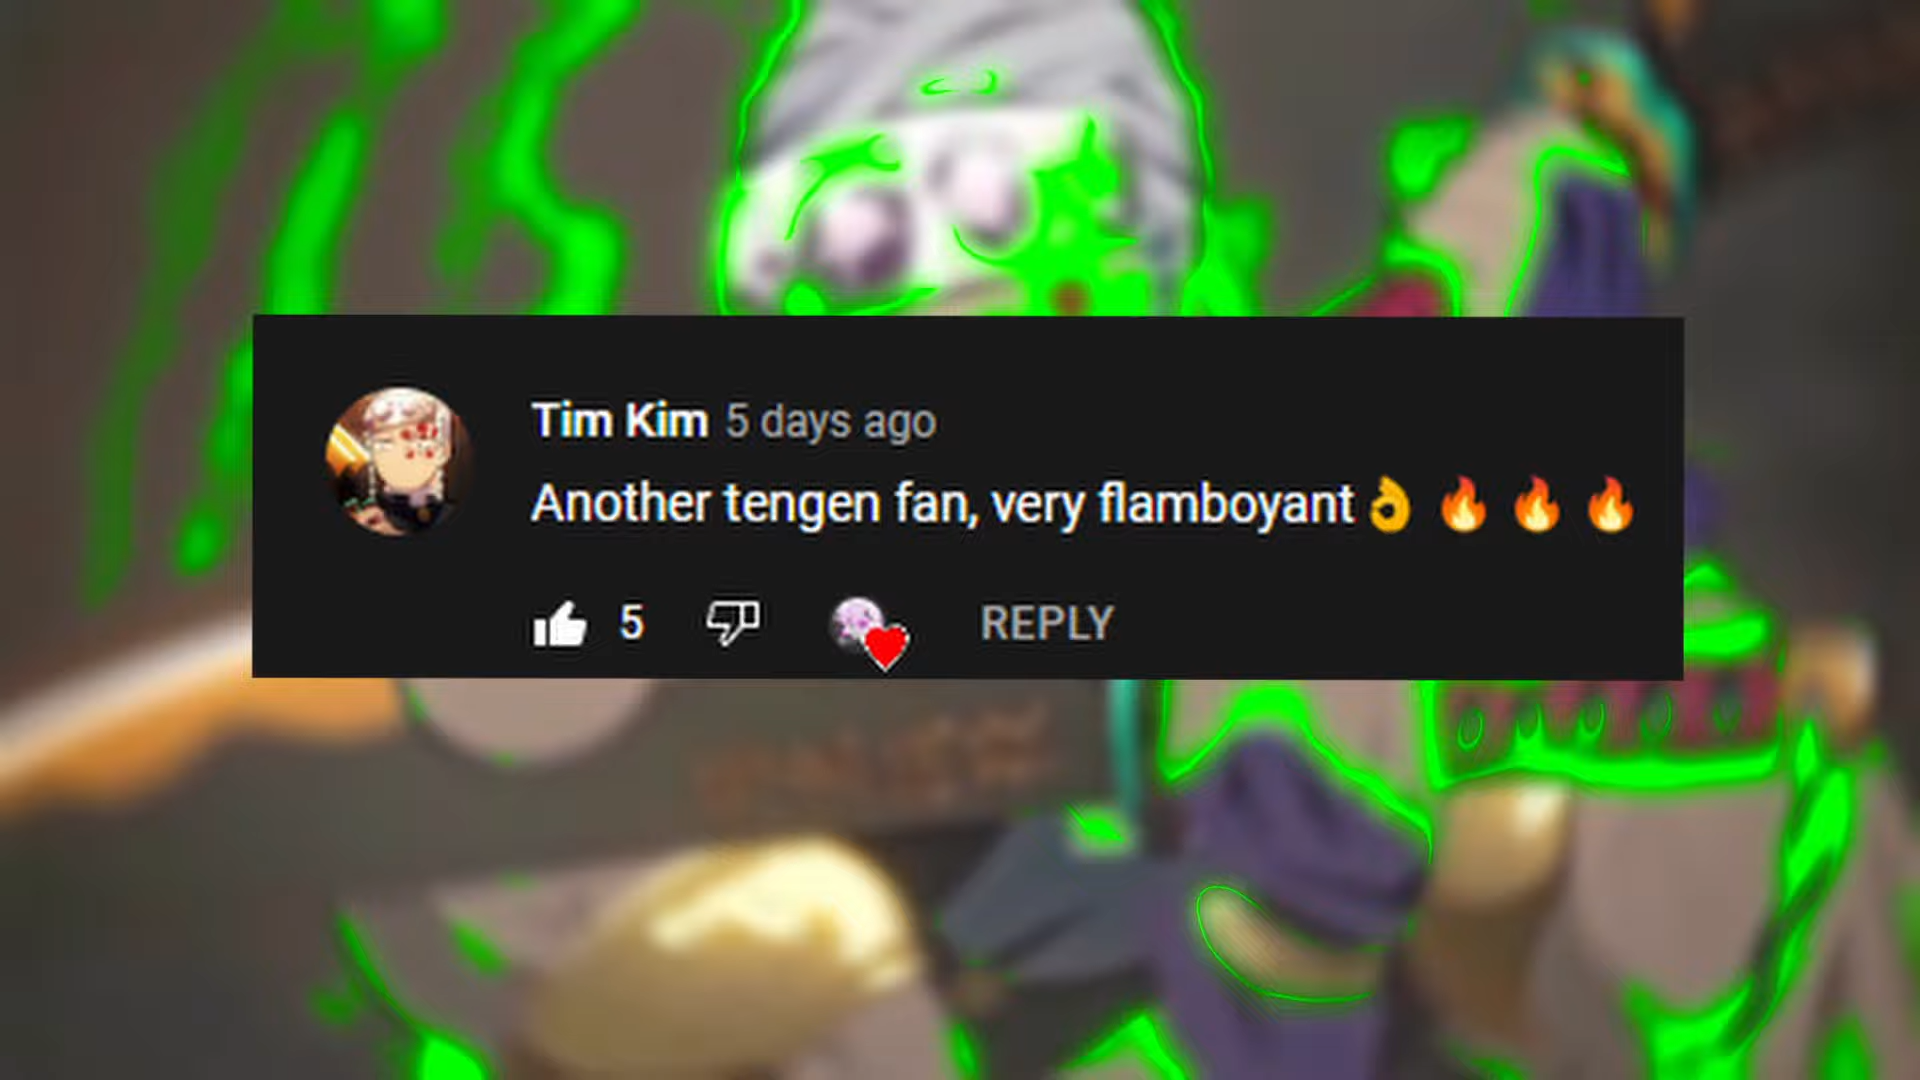 Tim Kim 5 days ago
Another tengen fan, very flamboyant👌 🔥 🔥 🔥
5 REPLY